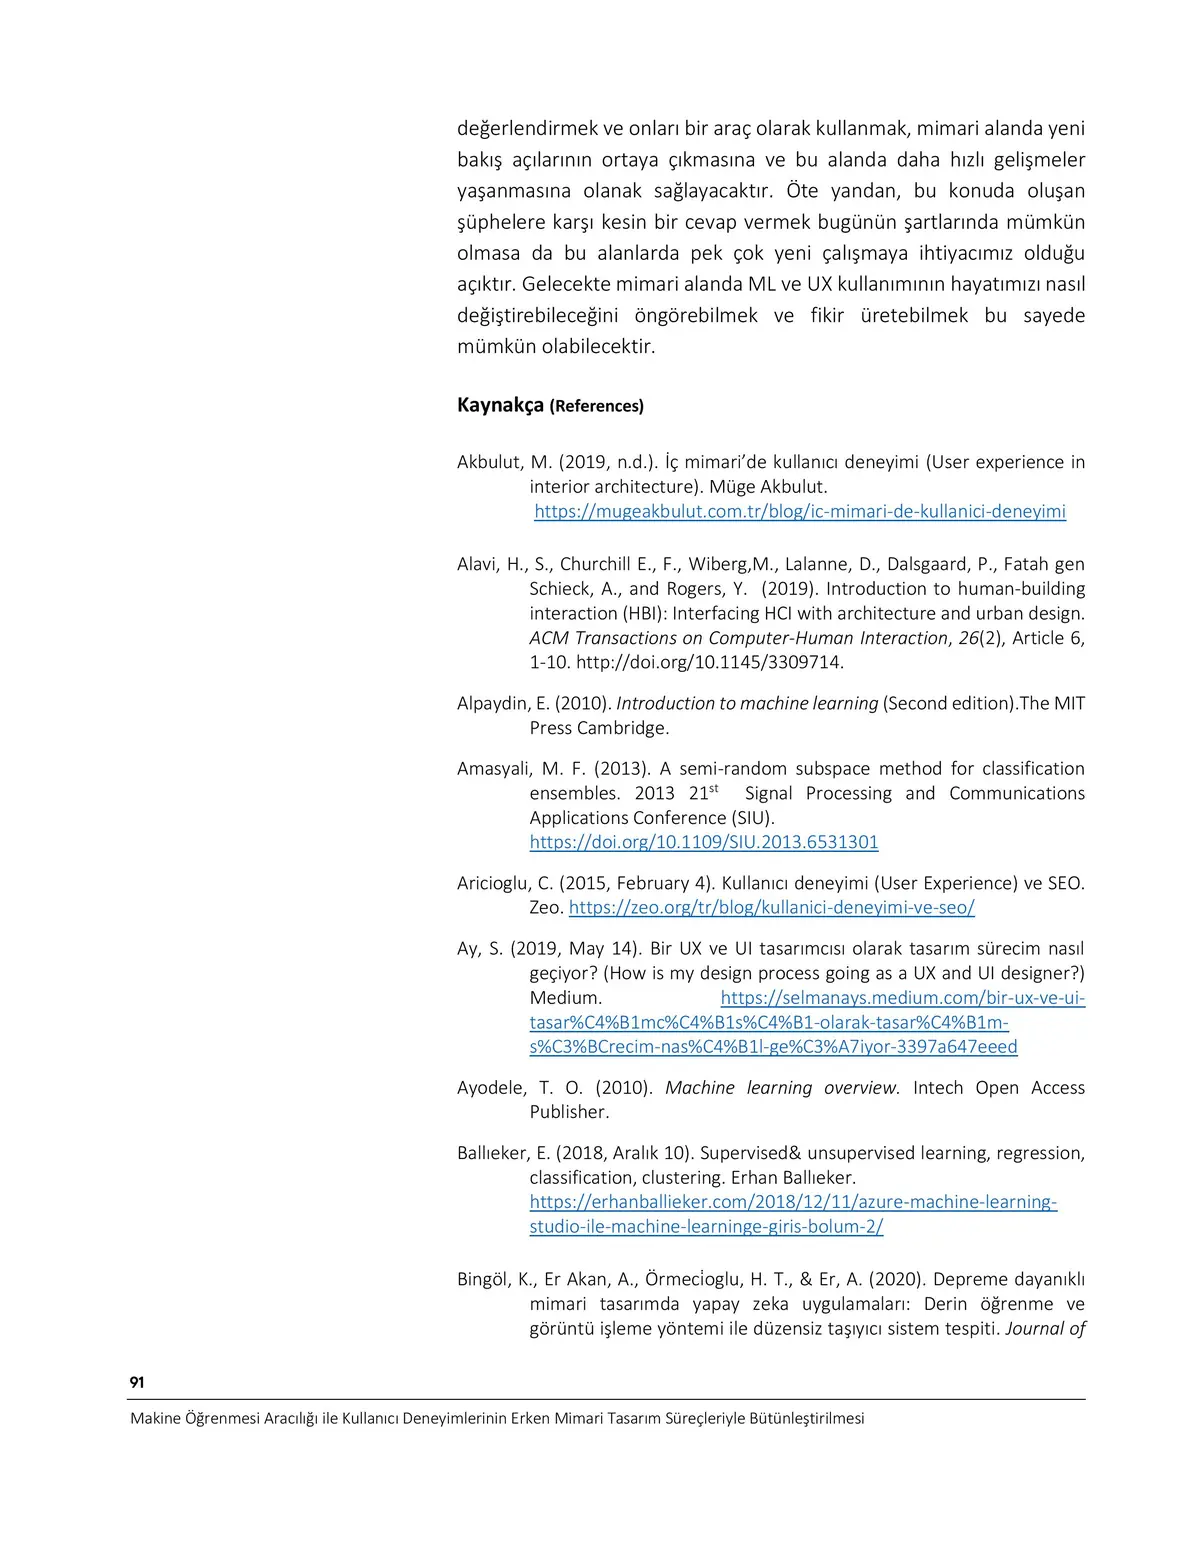 değerlendirmek ve onları bir araç olarak kullanmak, mimari alanda yeni
bakış açılarının ortaya çıkmasına ve bu alanda daha hızlı gelişmeler
yaşanmasına olanak sağlayacaktır. Öte yandan, bu konuda oluşan
şüphelere karşı kesin bir cevap vermek bugünün şartlarında mümkün
olmasa da bu alanlarda pek çok yeni çalışmaya ihtiyacımız olduğu
açıktır. Gelecekte mimari alanda ML ve UX kullanımının hayatımızı nasıl
değiştirebileceğini öngörebilmek ve fikir üretebilmek bu sayede
mümkün olabilecektir.
Kaynakça (References)
Akbulut, M. (2019, n.d.). İç mimari’de kullanıcı deneyimi (User experience in
interior architecture). Müge Akbulut.
https://mugeakbulut.com.tr/blog/ic-mimari-de-kullanici-deneyimi
Alavi, H., S., Churchill E., F., Wiberg,M., Lalanne, D., Dalsgaard, P., Fatah gen
Schieck, A., and Rogers, Y. (2019). Introduction to human-building
interaction (HBI): Interfacing HCI with architecture and urban design.
ACM Transactions on Computer-Human Interaction, 26(2), Article 6,
1-10. http://doi.org/10.1145/3309714.
Alpaydin, E. (2010). Introduction to machine learning (Second edition).The MIT
Press Cambridge.
Amasyali, M. F. (2013). A semi-random subspace method for classification
ensembles. 2013 21st Signal Processing and Communications
Applications Conference (SIU).
https://doi.org/10.1109/SIU.2013.6531301
Aricioglu, C. (2015, February 4). Kullanıcı deneyimi (User Experience) ve SEO.
Zeo. https://zeo.org/tr/blog/kullanici-deneyimi-ve-seo/
Ay, S. (2019, May 14). Bir UX ve UI tasarımcısı olarak tasarım sürecim nasıl
geçiyor? (How is my design process going as a UX and UI designer?)
Medium. https://selmanays.medium.com/bir-ux-ve-ui-
tasar%C4%B1mc%C4%B1s%C4%B1-olarak-tasar%C4%B1m-
s%C3%BCrecim-nas%C4%B1l-ge%C3%A7iyor-3397a647eeed
Ayodele, T. O. (2010). Machine learning overview. Intech Open Access
Publisher.
Ballıeker, E. (2018, Aralık 10). Supervised& unsupervised learning, regression,
classification, clustering. Erhan Ballıeker.
https://erhanballieker.com/2018/12/11/azure-machine-learning-
studio-ile-machine-learninge-giris-bolum-2/
Bingöl, K., Er Akan, A., Örmeci̇oglu, H. T., & Er, A. (2020). Depreme dayanıklı
mimari tasarımda yapay zeka uygulamaları: Derin öğrenme ve
görüntü işleme yöntemi ile düzensiz taşıyıcı sistem tespiti. Journal of
91
Makine Öğrenmesi Aracılığı ile Kullanıcı Deneyimlerinin Erken Mimari Tasarım Süreçleriyle Bütünleştirilmesi